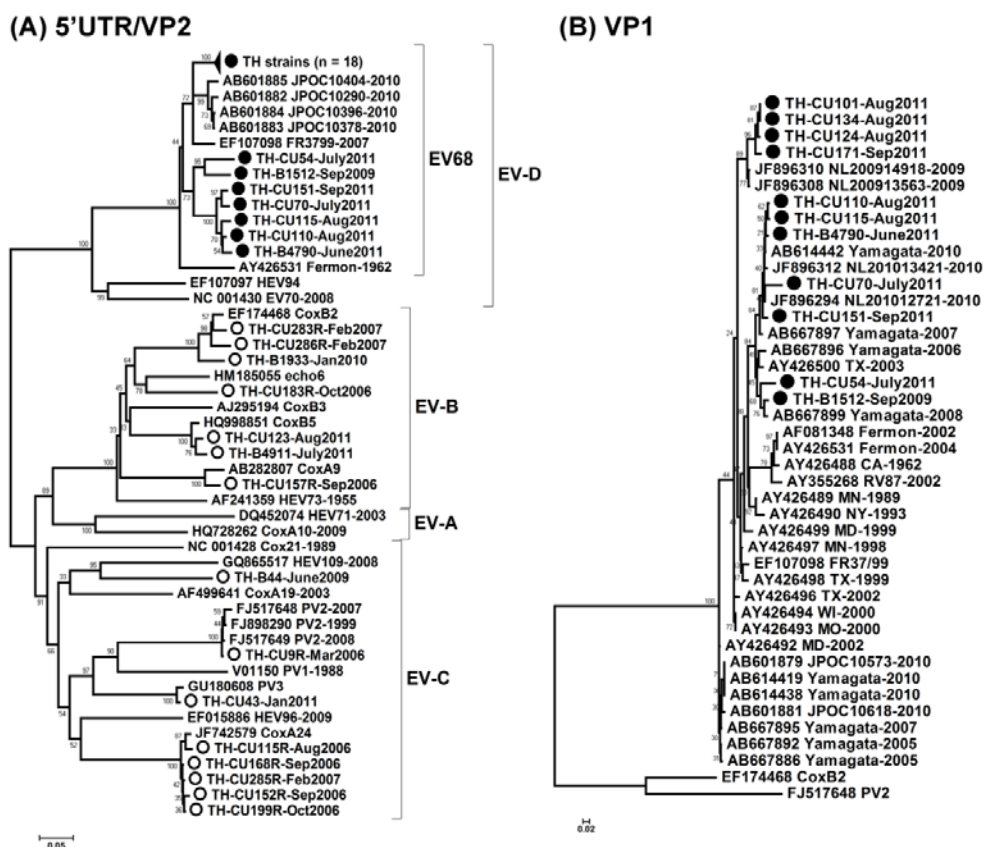 (A) 5'UTR/VP2
TH strains (n = 18)
AB601885 JPOC10404-2010
AB601882 JPOC10290-2010
AB601884 JPOC10396-2010
AB601883 JPOC10378-2010
EF107098 FR3799-2007
TH-CU54-July2011
TH-B1512-Sep2009
TH-CU151-Sep2011
TH-CU70-July2011
TH-CU115-Aug2011
TH-CU110-Aug2011
TH-B4790-June2011
AY426531 Fermon-1962
EF107097 HEV94
NC 001430 EV70-2008
EF174468 CoxB2
TH-CU283R-Feb2007
TH-CU286R-Feb2007
TH-B1933-Jan2010
HM185055 echo6
TH-CU183R-Oct2006
AJ295194 CoxB3
HQ998851 CoxB5
TH-CU123-Aug2011
TH-B4911-July2011
AB282807 CoxA9
TH-CU157R-Sep2006
AF241359 HEV73-1955
DQ452074 HEV71-2003
HQ728262 CoxA10-2009
NC 001428 Cox21-1989
GQ865517 HEV109-2008
TH-B44-June2009
AF499641 CoxA19-2003
FJ517648 PV2-2007
FJ898290 PV2-1999
FJ517649 PV2-2008
TH-CU9R-Mar2006
V01150 PV1-1988
GU180608 PV3
TH-CU43-Jan2011
EF015886 HEV96-2009
JF742579 CoxA24
TH-CU115R-Aug2006
TH-CU168R-Sep2006
TH-CU285R-Feb2007
TH-CU152R-Sep2006
TH-CU199R-Oct2006
EV68
EV-D
EV-B
EV-A
EV-C
0.05
(B) VP1
TH-CU101-Aug2011
TH-CU134-Aug2011
TH-CU124-Aug2011
TH-CU171-Sep2011
JF896310 NL200914918-2009
JF896308 NL200913563-2009
TH-CU110-Aug2011
TH-CU115-Aug2011
TH-B4790-June2011
AB614442 Yamagata-2010
JF896312 NL201013421-2010
TH-CU70-July2011
JF896294 NL201012721-2010
TH-CU151-Sep2011
AB667897 Yamagata-2007
AB667896 Yamagata-2006
AY426500 TX-2003
TH-CU54-July2011
TH-B1512-Sep2009
AB667899 Yamagata-2008
AF081348 Fermon-2002
AY426531 Fermon-2004
AY426488 CA-1962
AY355268 RV87-2002
AY426489 MN-1989
AY426490 NY-1993
AY426499 MD-1999
AY426497 MN-1998
EF107098 FR37/99
AY426498 TX-1999
AY426496 TX-2002
AY426494 WI-2000
AY426493 MO-2000
AY426492 MD-2002
AB601879 JPOC10573-2010
AB614419 Yamagata-2010
AB614438 Yamagata-2010
AB601881 JPOC10618-2010
AB667895 Yamagata-2007
AB667892 Yamagata-2005
AB667886 Yamagata-2005
EF174468 CoxB2
FJ517648 PV2
0.02